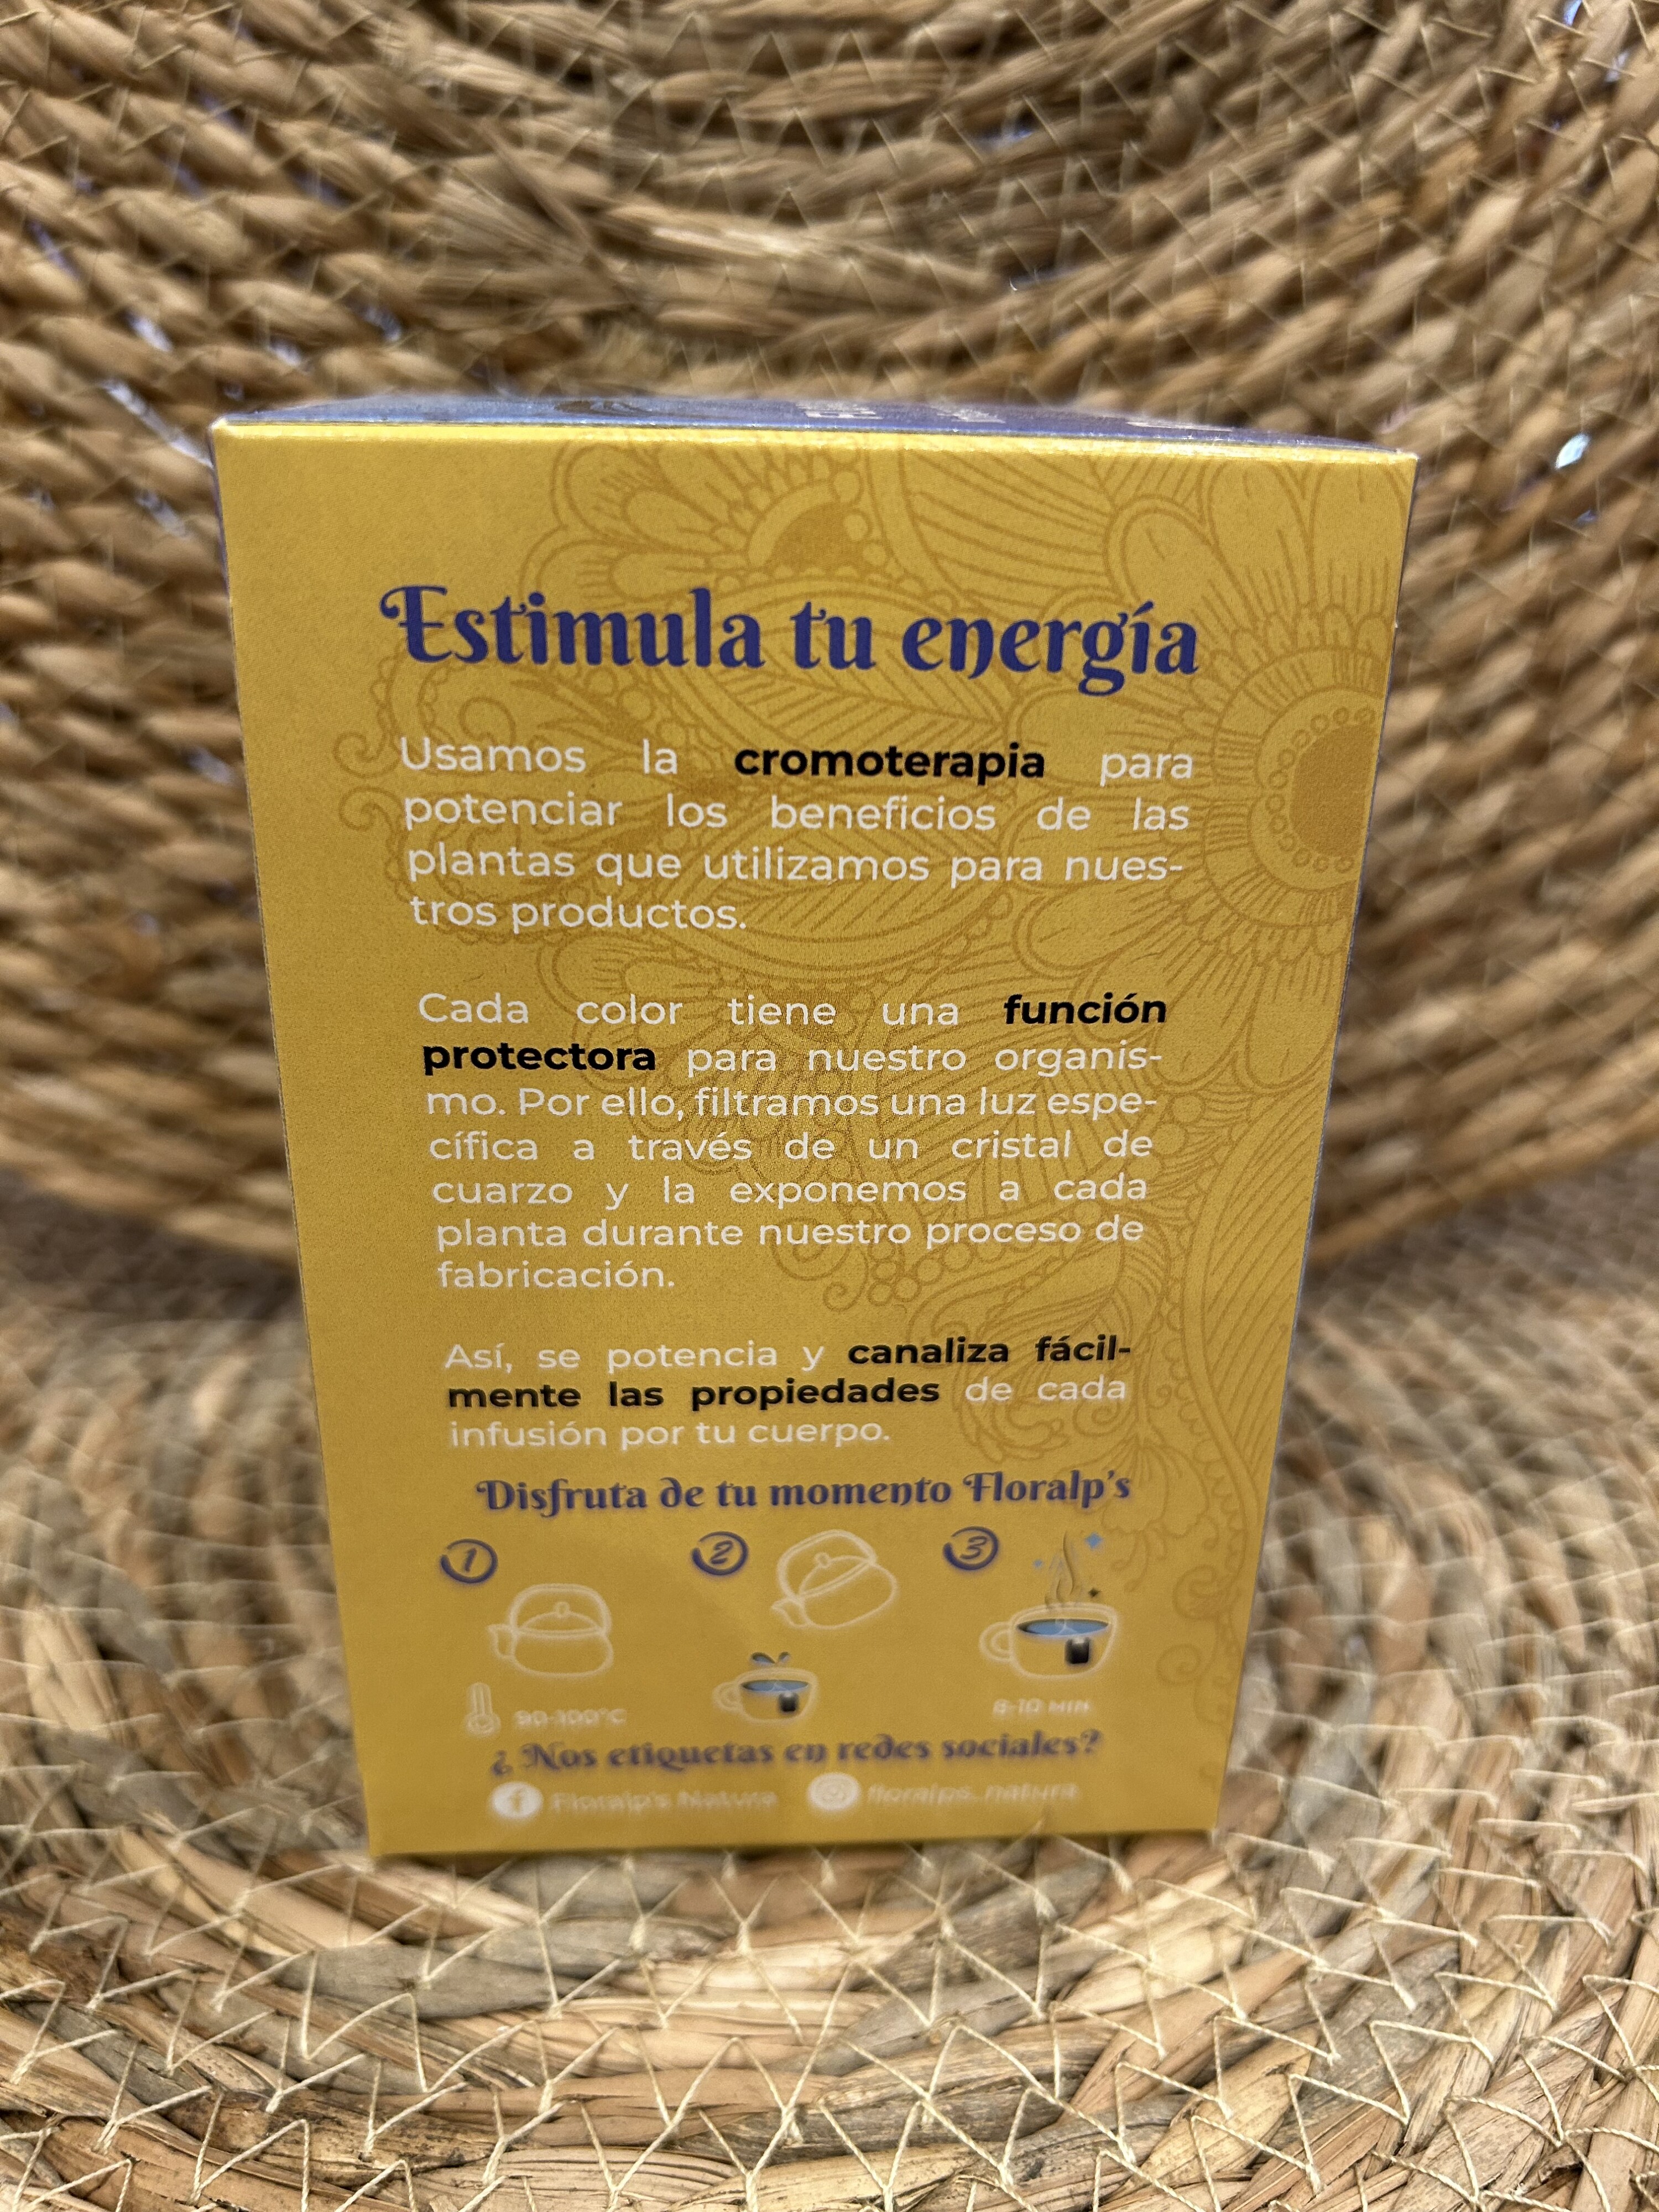 Estimula tu energía
Usamos la cromoterapia para
potenciar los beneficios de las
plantas que utilizamos para nues-
tros productos.
Cada color tiene una función
protectora para nuestro organis-
mo. Por ello, filtramos una luz espe-
cífica a través de un cristal de
cuarzo y la exponemos a cada
planta durante nuestro proceso de
fabricación.
Así, se potencia y canaliza fácil-
mente las propiedades de cada
infusión por tu cuerpo.
Disfruta de tu momento Floralp's
1 2 3
90-100°C
8-10 MIN
¿Nos etiquetas en redes sociales?
Floralp's Natura floralps_natura